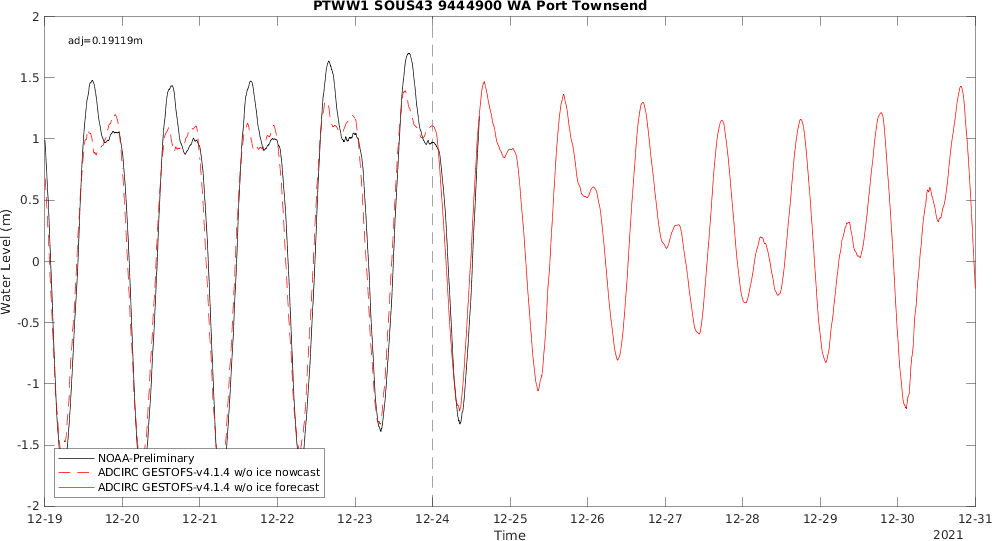 PTWW1 SOUS43 9444900 WA Port Townsend
adj=0.19119m
2
1.5
1
0.5
0
-0.5
-1
-1.5
-2
Water Level (m)
NOAA-Preliminary
ADCIRC GESTOFS-v4.1.4 w/o ice nowcast
ADCIRC GESTOFS-v4.1.4 w/o ice forecast
12-19 12-20 12-21 12-22 12-23 12-24 12-25 12-26 12-27 12-28 12-29 12-30 12-31
Time
2021